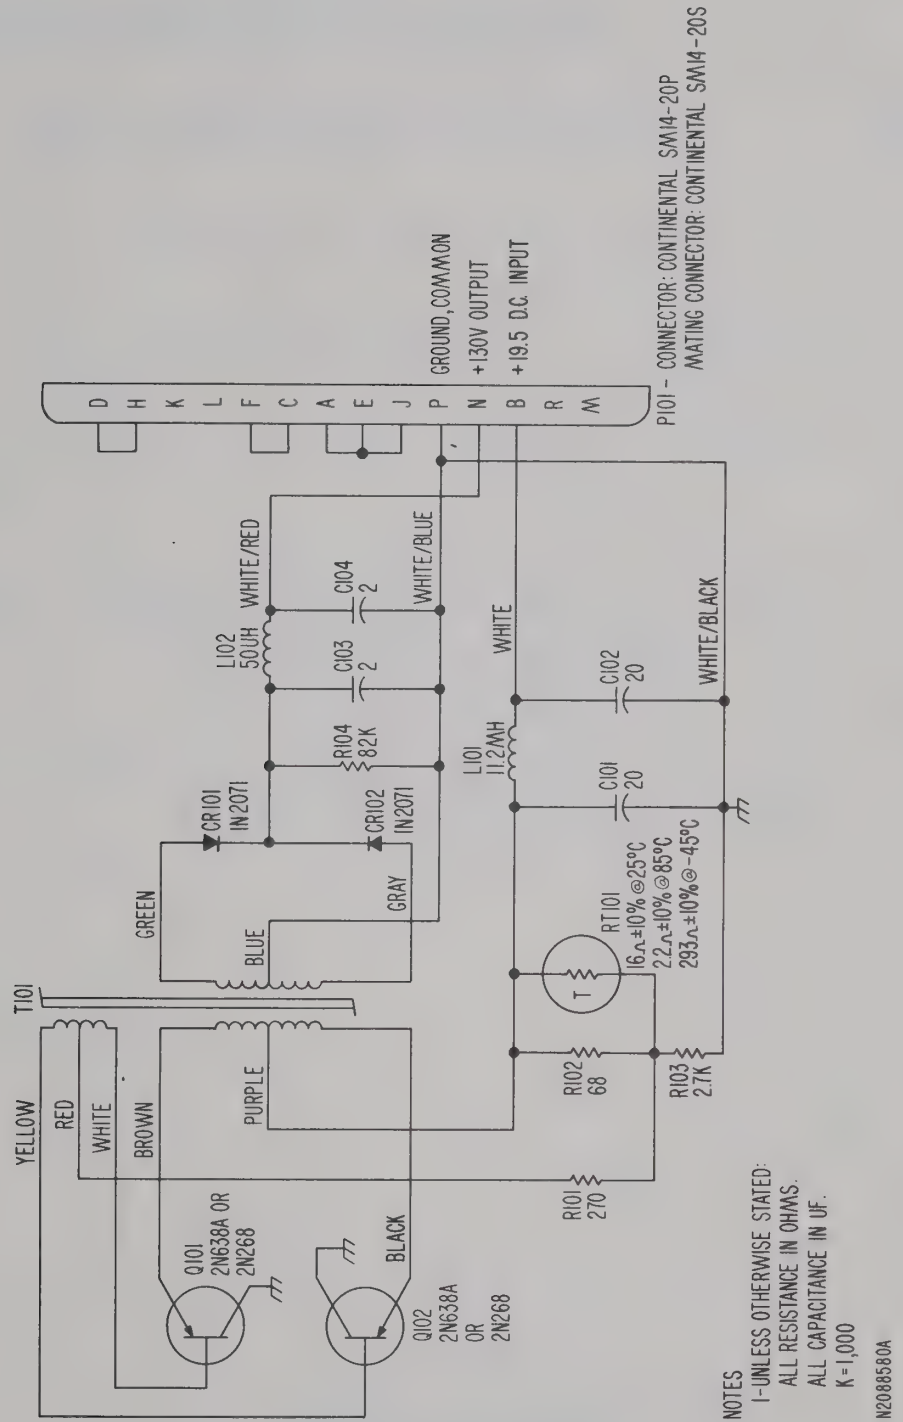 YELLOW
RED
WHITE
BROWN
PURPLE
BLACK
Q101
2N638A OR
2N268
Q102
2N638A
OR
2N268
T101
GREEN
BLUE
GRAY
CR101
IN2071
CR102
IN2071
R104
82K
C103
2
L102
50UH
C104
2
WHITE/RED
WHITE/BLUE
WHITE
L101
11.2MH
C101
20
C102
20
WHITE/BLACK
R101
270
R102
68
R103
2.7K
T
RT101
16Ω±10%@25°C
2.2Ω±10%@85°C
293Ω±10%@-45°C
D
H
K
L
F
C
A
E
J
P
N
B
R
M
GROUND,COMMON
+130V OUTPUT
+19.5 D.C. INPUT
P101 - CONNECTOR: CONTINENTAL SM14-20P
MATING CONNECTOR: CONTINENTAL SM14-20S
NOTES
1-UNLESS OTHERWISE STATED:
ALL RESISTANCE IN OHMS.
ALL CAPACITANCE IN UF.
K=1,000
N2088580A